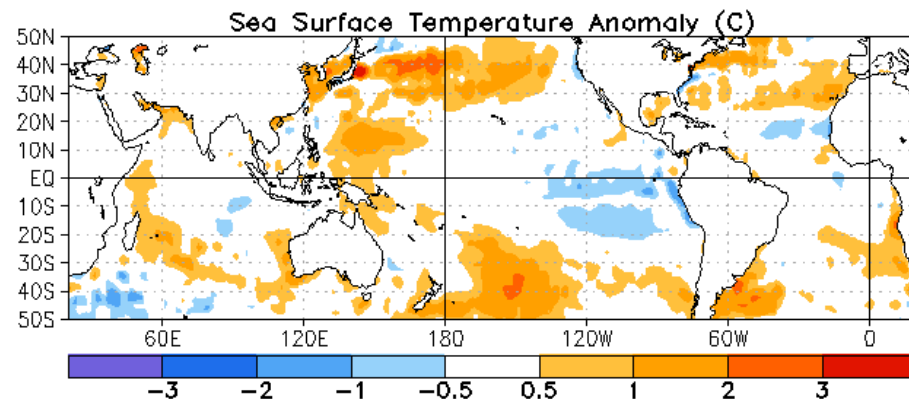 Sea Surface Temperature Anomaly (C)
50N
40N
30N
20N
10N
EQ
10S
20S
30S
40S
50S
60E 120E 180 120W 60W 0
-3 -2 -1 -0.5 0.5 1 2 3